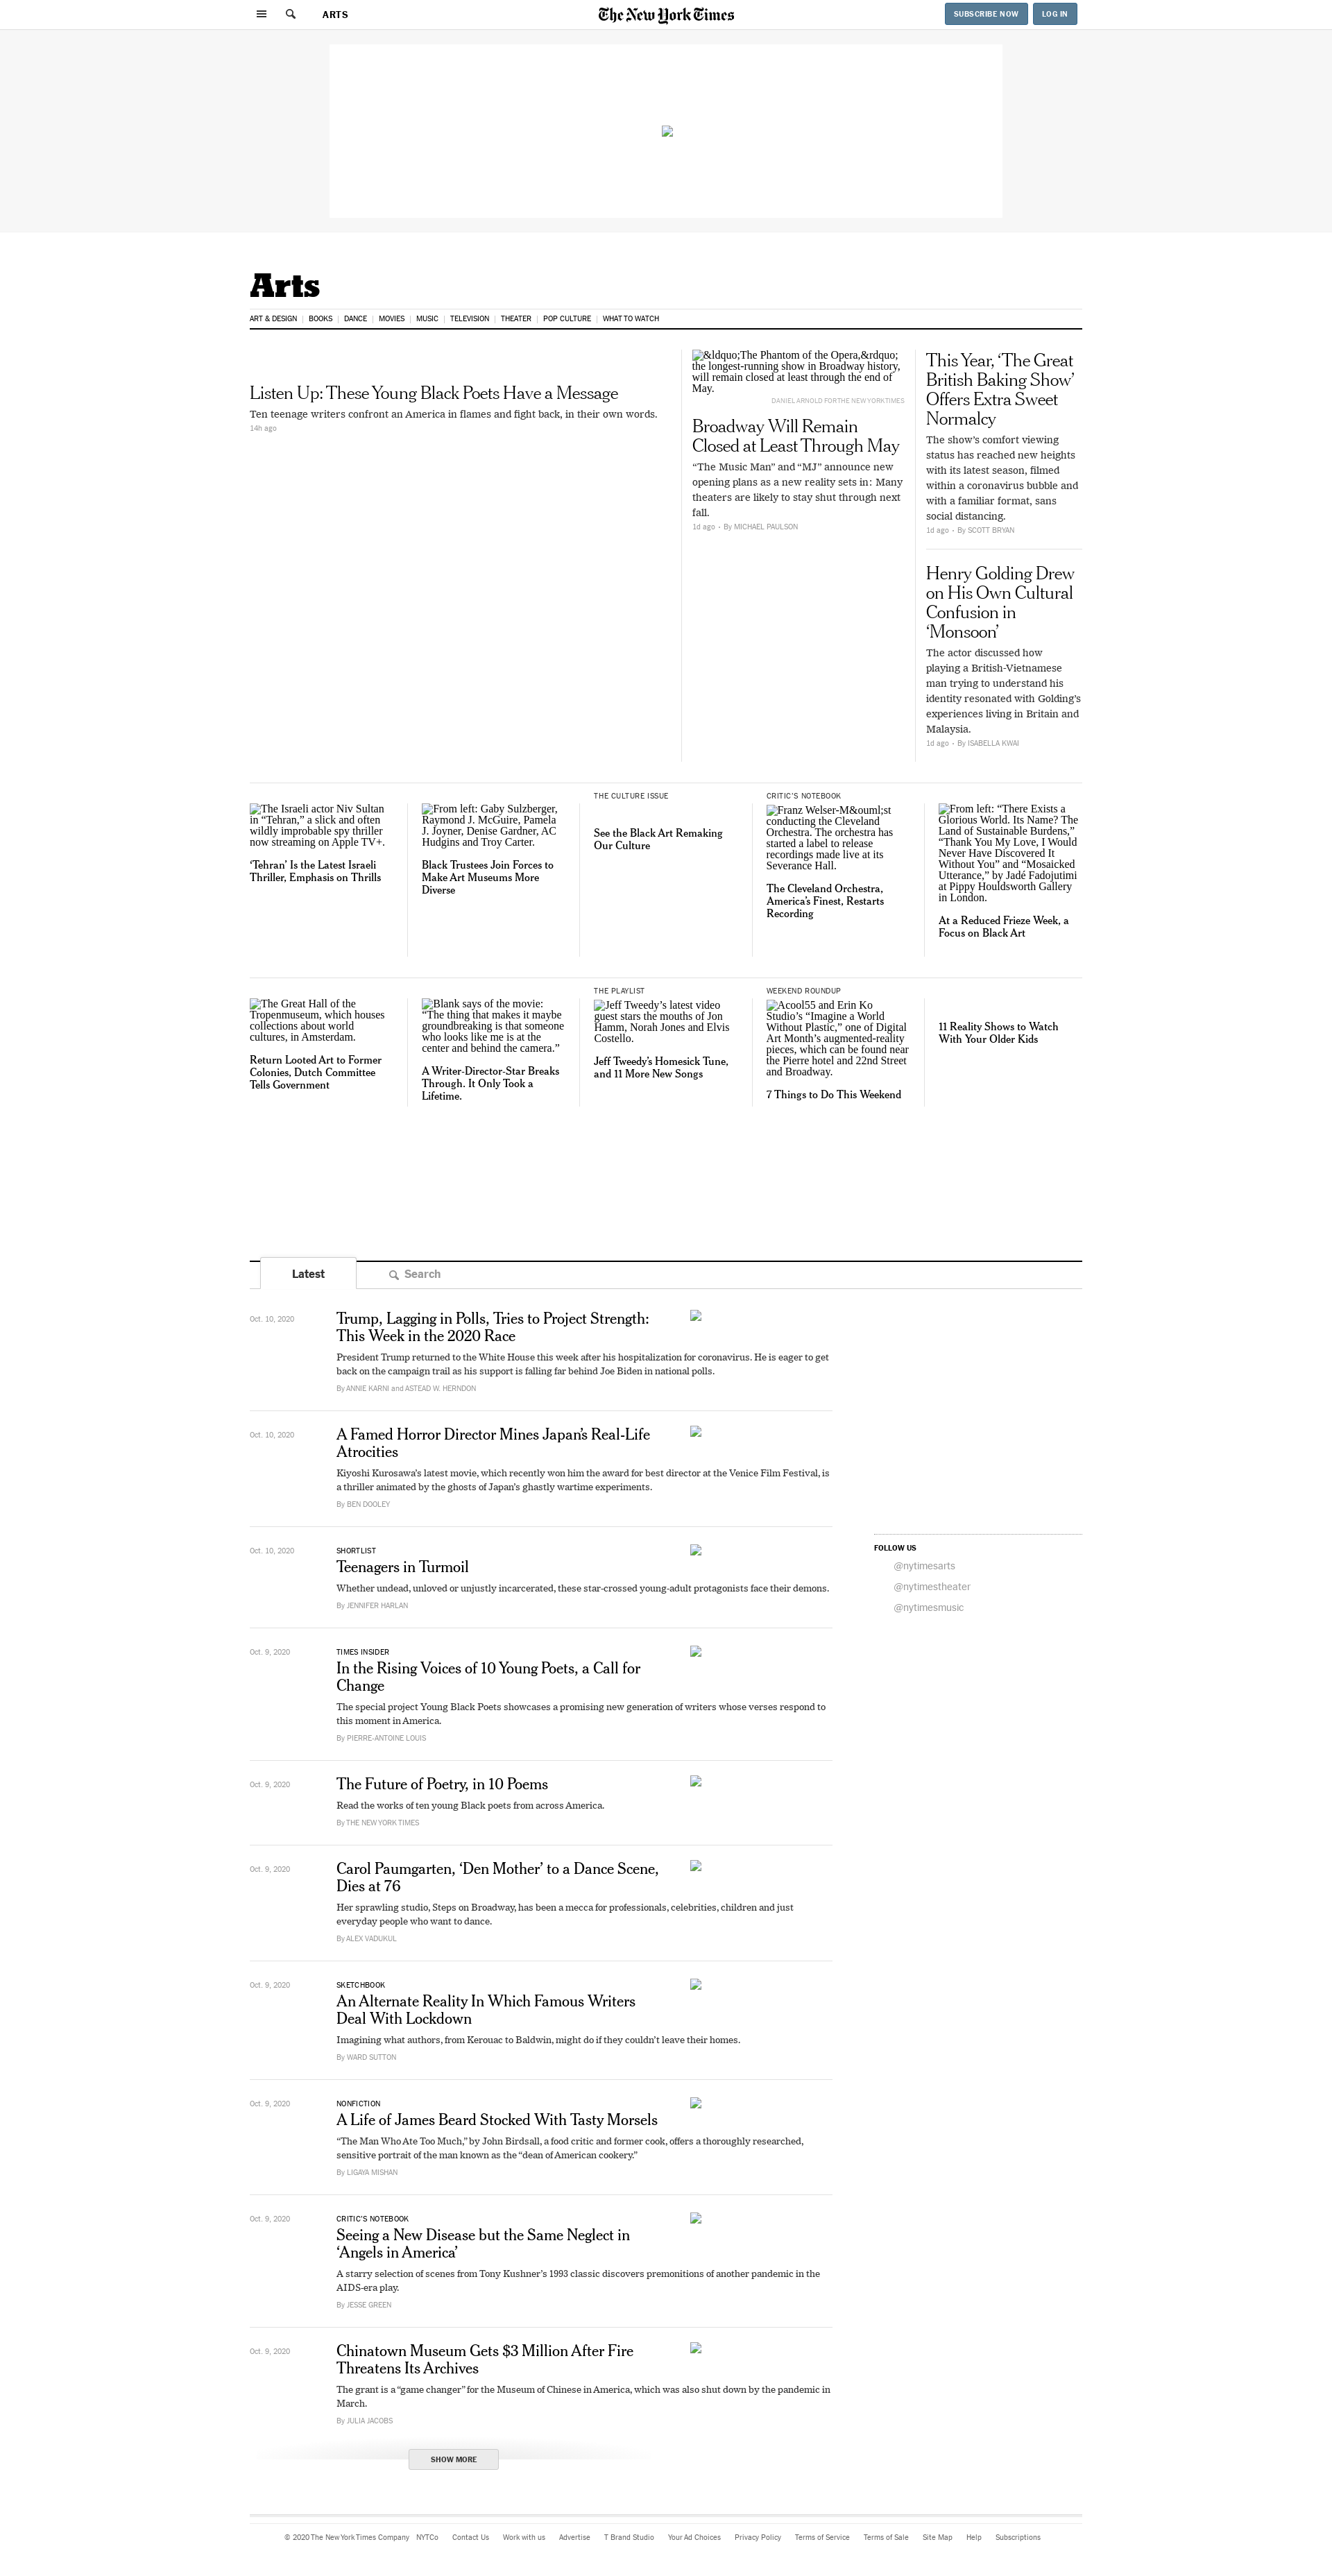 ARTS
The New York Times
SUBSCRIBE NOW
LOG IN
Arts
ART & DESIGN
BOOKS
DANCE
MOVIES
MUSIC
TELEVISION
THEATER
POP CULTURE
WHAT TO WATCH
Listen Up: These Young Black Poets Have a Message
Ten teenage writers confront an America in flames and fight back, in their own words.
14h ago
&ldquo;The Phantom of the Opera,&rdquo;
the longest-running show in Broadway history,
will remain closed at least through the end of
May.
DANIEL ARNOLD FOR THE NEW YORK TIMES
Broadway Will Remain
Closed at Least Through May
“The Music Man” and “MJ” announce new
opening plans as a new reality sets in: Many
theaters are likely to stay shut through next
fall.
1d ago · By MICHAEL PAULSON
This Year, ‘The Great
British Baking Show’
Offers Extra Sweet
Normalcy
The show’s comfort viewing
status has reached new heights
with its latest season, filmed
within a coronavirus bubble and
with a familiar format, sans
social distancing.
1d ago · By SCOTT BRYAN
Henry Golding Drew
on His Own Cultural
Confusion in
‘Monsoon’
The actor discussed how
playing a British-Vietnamese
man trying to understand his
identity resonated with Golding’s
experiences living in Britain and
Malaysia.
1d ago · By ISABELLA KWAI
The Israeli actor Niv Sultan
in “Tehran,” a slick and often
wildly improbable spy thriller
now streaming on Apple TV+.
‘Tehran’ Is the Latest Israeli
Thriller, Emphasis on Thrills
From left: Gaby Sulzberger,
Raymond J. McGuire, Pamela
J. Joyner, Denise Gardner, AC
Hudgins and Troy Carter.
Black Trustees Join Forces to
Make Art Museums More
Diverse
THE CULTURE ISSUE
See the Black Art Remaking
Our Culture
CRITIC’S NOTEBOOK
Franz Welser-M&ouml;st
conducting the Cleveland
Orchestra. The orchestra has
started a label to release
recordings made live at its
Severance Hall.
The Cleveland Orchestra,
America’s Finest, Restarts
Recording
From left: “There Exists a
Glorious World. Its Name? The
Land of Sustainable Burdens,”
“Thank You My Love, I Would
Never Have Discovered It
Without You” and “Mosaicked
Utterance,” by Jadé Fadojutimi
at Pippy Houldsworth Gallery
in London.
At a Reduced Frieze Week, a
Focus on Black Art
The Great Hall of the
Tropenmuseum, which houses
collections about world
cultures, in Amsterdam.
Return Looted Art to Former
Colonies, Dutch Committee
Tells Government
Blank says of the movie:
“The thing that makes it maybe
groundbreaking is that someone
who looks like me is at the
center and behind the camera.”
A Writer-Director-Star Breaks
Through. It Only Took a
Lifetime.
THE PLAYLIST
Jeff Tweedy’s latest video
guest stars the mouths of Jon
Hamm, Norah Jones and Elvis
Costello.
Jeff Tweedy’s Homesick Tune,
and 11 More New Songs
WEEKEND ROUNDUP
Acool55 and Erin Ko
Studio’s “Imagine a World
Without Plastic,” one of Digital
Art Month’s augmented-reality
pieces, which can be found near
the Pierre hotel and 22nd Street
and Broadway.
7 Things to Do This Weekend
11 Reality Shows to Watch
With Your Older Kids
Latest
Search
Oct. 10, 2020
Trump, Lagging in Polls, Tries to Project Strength:
This Week in the 2020 Race
President Trump returned to the White House this week after his hospitalization for coronavirus. He is eager to get
back on the campaign trail as his support is falling far behind Joe Biden in national polls.
By ANNIE KARNI and ASTEAD W. HERNDON
Oct. 10, 2020
A Famed Horror Director Mines Japan’s Real-Life
Atrocities
Kiyoshi Kurosawa’s latest movie, which recently won him the award for best director at the Venice Film Festival, is
a thriller animated by the ghosts of Japan’s ghastly wartime experiments.
By BEN DOOLEY
Oct. 10, 2020
SHORTLIST
Teenagers in Turmoil
Whether undead, unloved or unjustly incarcerated, these star-crossed young-adult protagonists face their demons.
By JENNIFER HARLAN
FOLLOW US
@nytimesarts
@nytimestheater
@nytimesmusic
Oct. 9, 2020
TIMES INSIDER
In the Rising Voices of 10 Young Poets, a Call for
Change
The special project Young Black Poets showcases a promising new generation of writers whose verses respond to
this moment in America.
By PIERRE-ANTOINE LOUIS
Oct. 9, 2020
The Future of Poetry, in 10 Poems
Read the works of ten young Black poets from across America.
By THE NEW YORK TIMES
Oct. 9, 2020
Carol Paumgarten, ‘Den Mother’ to a Dance Scene,
Dies at 76
Her sprawling studio, Steps on Broadway, has been a mecca for professionals, celebrities, children and just
everyday people who want to dance.
By ALEX VADUKUL
Oct. 9, 2020
SKETCHBOOK
An Alternate Reality In Which Famous Writers
Deal With Lockdown
Imagining what authors, from Kerouac to Baldwin, might do if they couldn’t leave their homes.
By WARD SUTTON
Oct. 9, 2020
NONFICTION
A Life of James Beard Stocked With Tasty Morsels
“The Man Who Ate Too Much,” by John Birdsall, a food critic and former cook, offers a thoroughly researched,
sensitive portrait of the man known as the “dean of American cookery.”
By LIGAYA MISHAN
Oct. 9, 2020
CRITIC’S NOTEBOOK
Seeing a New Disease but the Same Neglect in
‘Angels in America’
A starry selection of scenes from Tony Kushner’s 1993 classic discovers premonitions of another pandemic in the
AIDS-era play.
By JESSE GREEN
Oct. 9, 2020
Chinatown Museum Gets $3 Million After Fire
Threatens Its Archives
The grant is a “game changer” for the Museum of Chinese in America, which was also shut down by the pandemic in
March.
By JULIA JACOBS
SHOW MORE
© 2020 The New York Times Company
NYTCo
Contact Us
Work with us
Advertise
T Brand Studio
Your Ad Choices
Privacy Policy
Terms of Service
Terms of Sale
Site Map
Help
Subscriptions